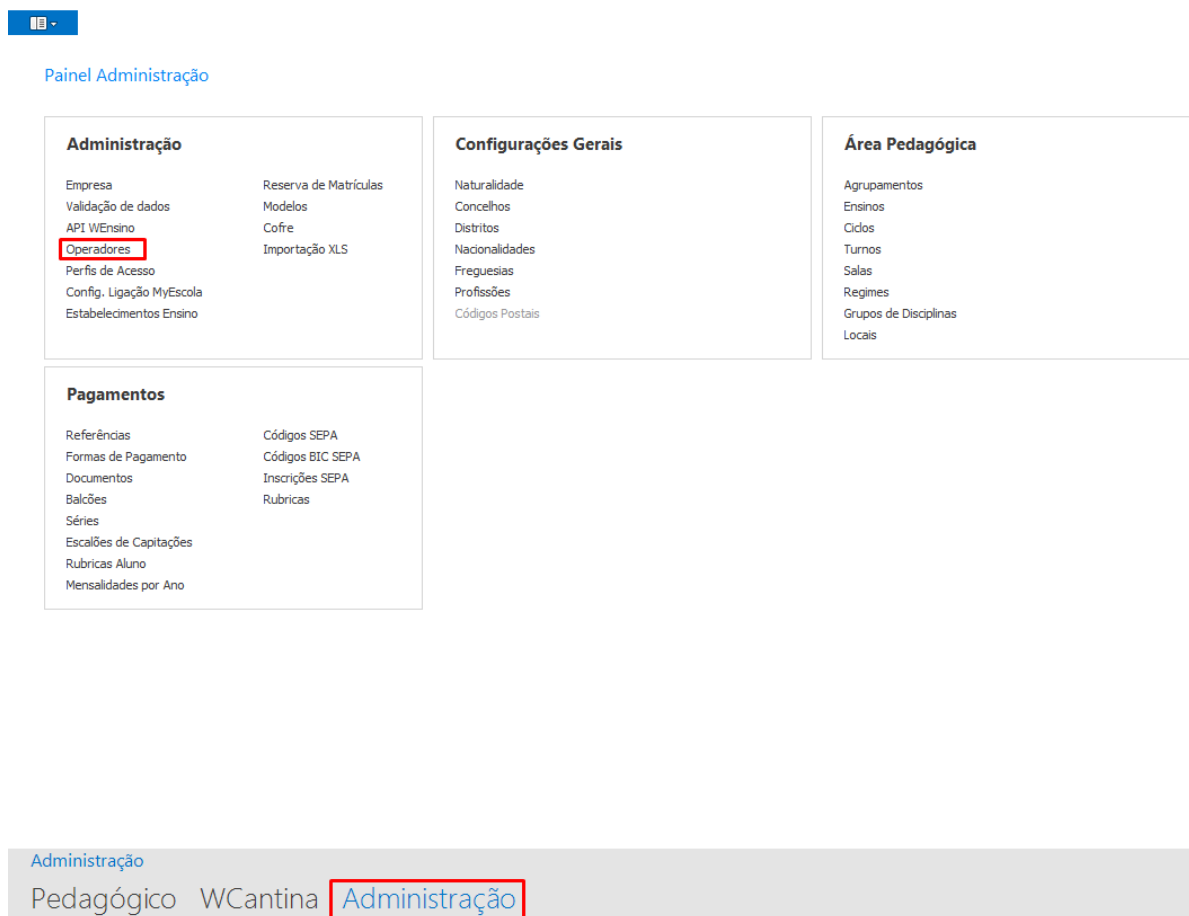 Painel Administração
Administração
Empresa
Validação de dados
API WEnsino
Operadores
Perfis de Acesso
Config. Ligação MyEscola
Estabelecimentos Ensino
Reserva de Matrículas
Modelos
Cofre
Importação XLS
Configurações Gerais
Naturalidade
Concelhos
Distritos
Nacionalidades
Freguesias
Profissões
Códigos Postais
Área Pedagógica
Agrupamentos
Ensinos
Ciclos
Turnos
Salas
Regimes
Grupos de Disciplinas
Locais
Pagamentos
Referências
Formas de Pagamento
Documentos
Balcões
Séries
Escalões de Capitações
Rubricas Aluno
Mensalidades por Ano
Códigos SEPA
Códigos BIC SEPA
Inscrições SEPA
Rubricas
Administração
Pedagógico WCantina Administração